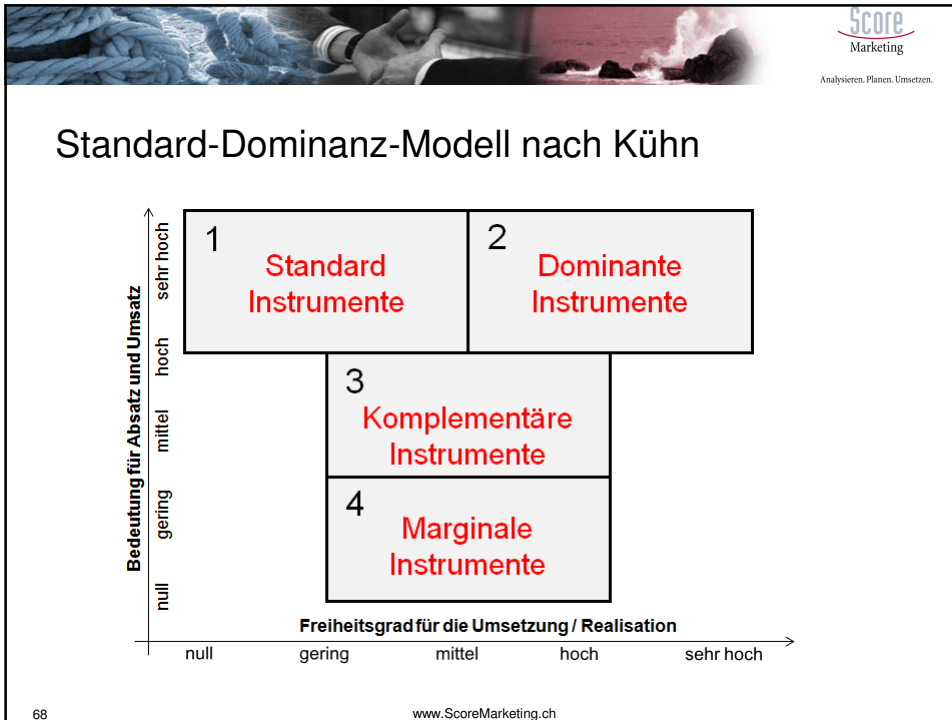 Score
Marketing
Analysieren. Planen. Umsetzen.
Standard-Dominanz-Modell nach Kühn
Bedeutung für Absatz und Umsatz
sehr hoch
hoch
mittel
gering
null
1
Standard
Instrumente
2
Dominante
Instrumente
3
Komplementäre
Instrumente
4
Marginale
Instrumente
Freiheitsgrad für die Umsetzung / Realisation
null gering mittel hoch sehr hoch
68
www.ScoreMarketing.ch